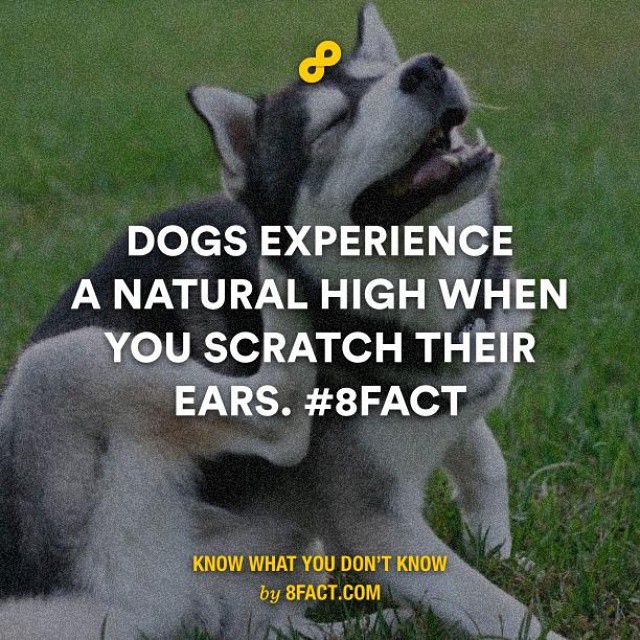 DOGS EXPERIENCE
A NATURAL HIGH WHEN
YOU SCRATCH THEIR
EARS. #8FACT
KNOW WHAT YOU DON'T KNOW
by 8FACT.COM